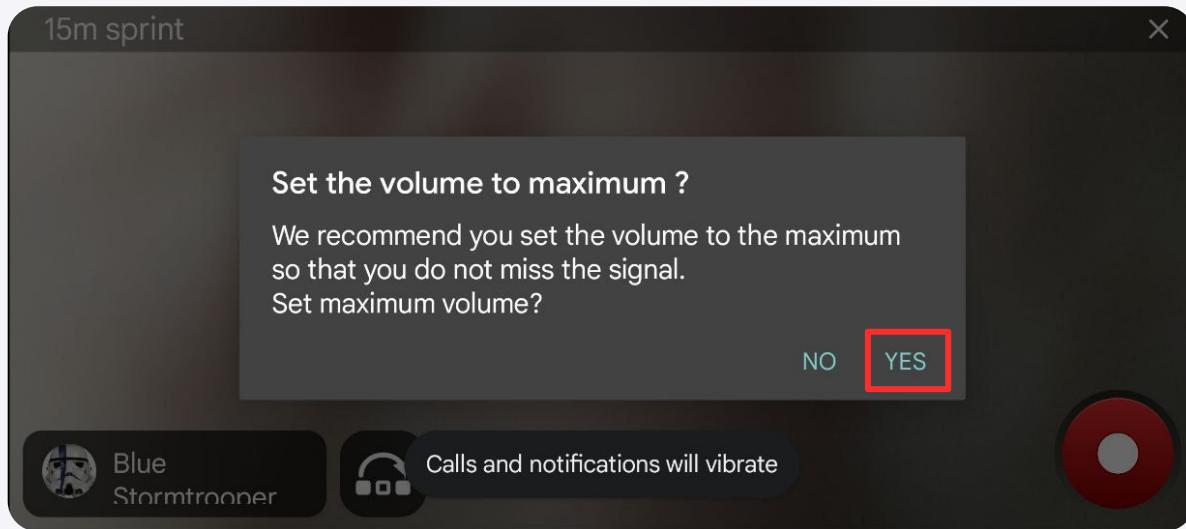 15m sprint
Set the volume to maximum ?
We recommend you set the volume to the maximum
so that you do not miss the signal.
Set maximum volume?
NO YES
Blue
Stormtrooper
Calls and notifications will vibrate